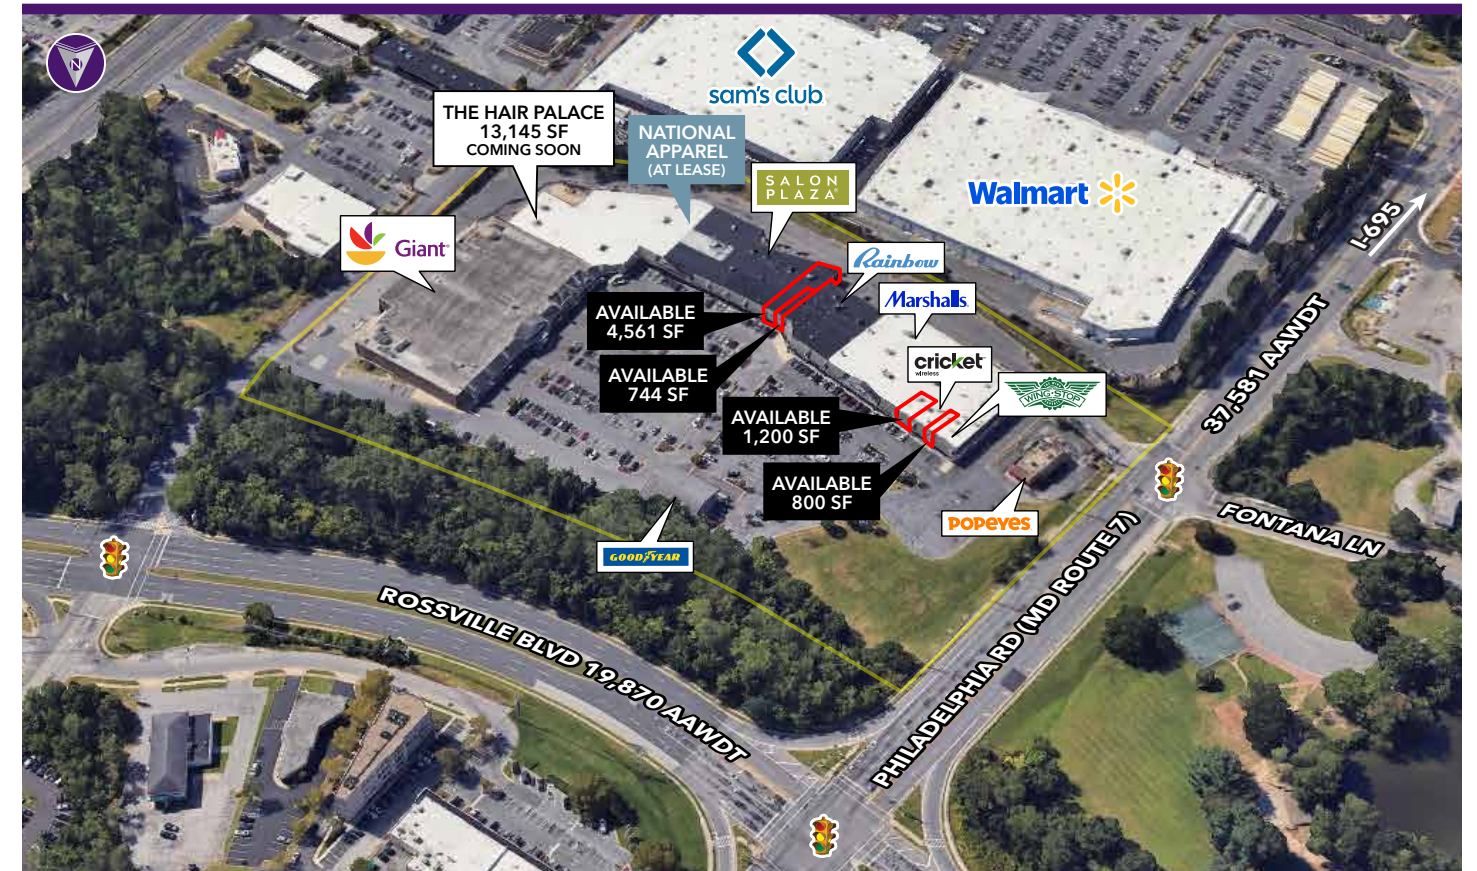 N
sam's club
THE HAIR PALACE
13,145 SF
COMING SOON
NATIONAL
APPAREL
(AT LEASE)
SALON
PLAZA
Walmart
Giant
Rainbow
Marshalls
I-695
AVAILABLE
4,561 SF
AVAILABLE
744 SF
cricket
wireless
WING-STOP
37,581 AAWDT
AVAILABLE
1,200 SF
AVAILABLE
800 SF
POPEYES
GOODYEAR
FONTANA LN
PHILADELPHIA RD (MD ROUTE 7)
ROSSVILLE BLVD 19,870 AAWDT